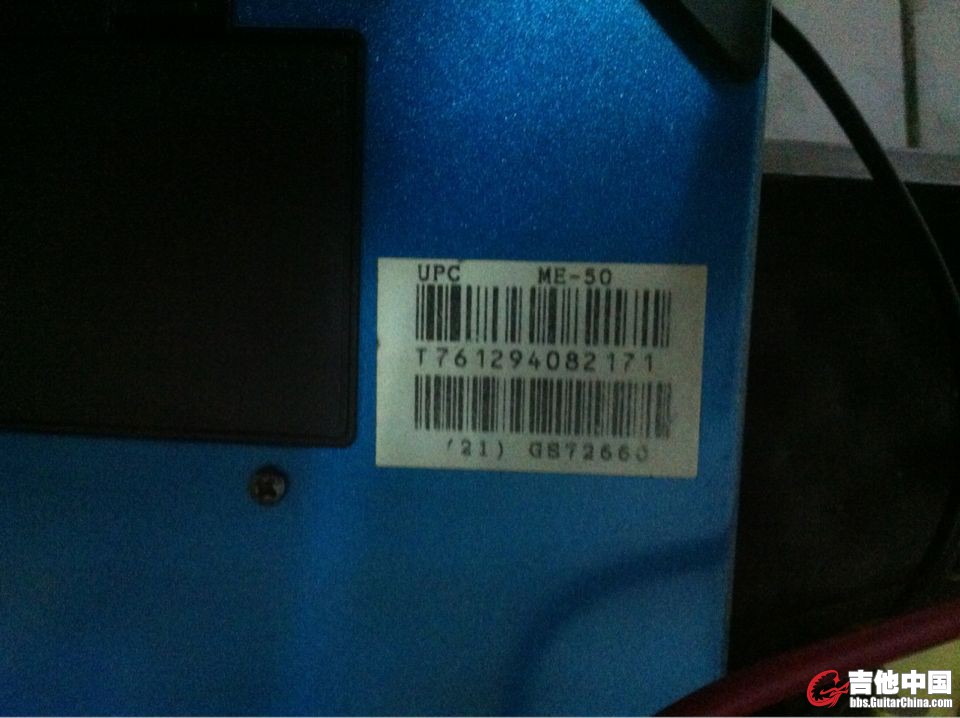 UPC ME-50
T761294082171
(21) GS72660
吉他中国
bbs.GuitarChina.com